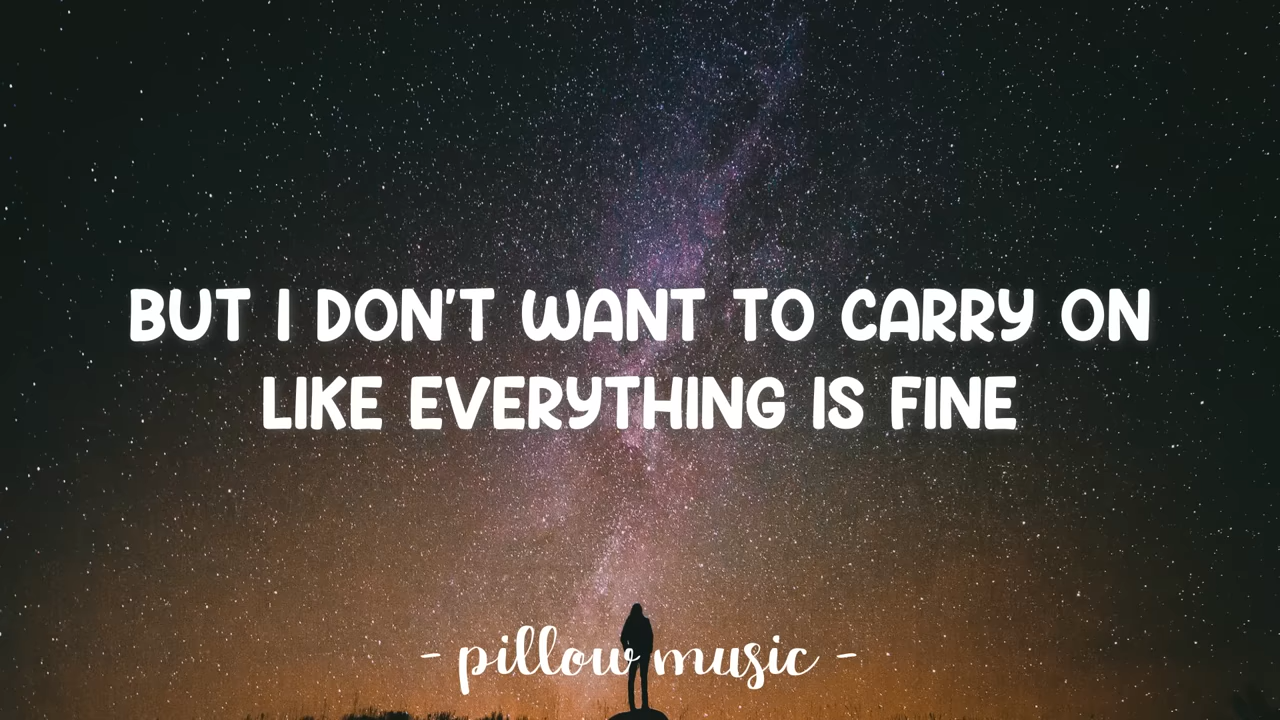 BUT I DON'T WANT TO CARRY ON
LIKE EVERYTHING IS FINE
- pillow music -